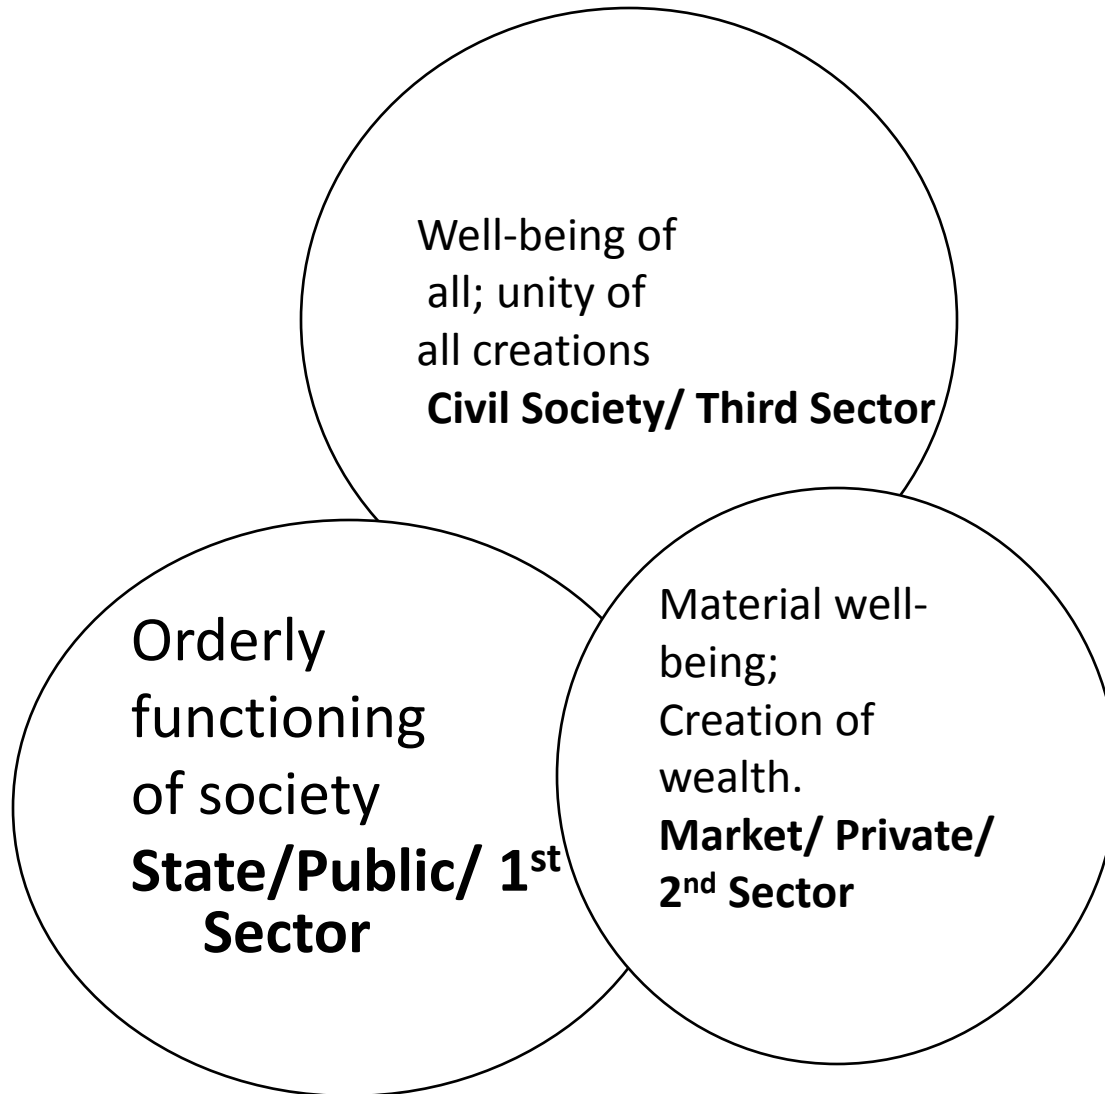 Well-being of
all; unity of
all creations
Civil Society/ Third Sector
Orderly
functioning
of society
State/Public/ 1st
Sector
Material well-
being;
Creation of
wealth.
Market/ Private/
2nd Sector